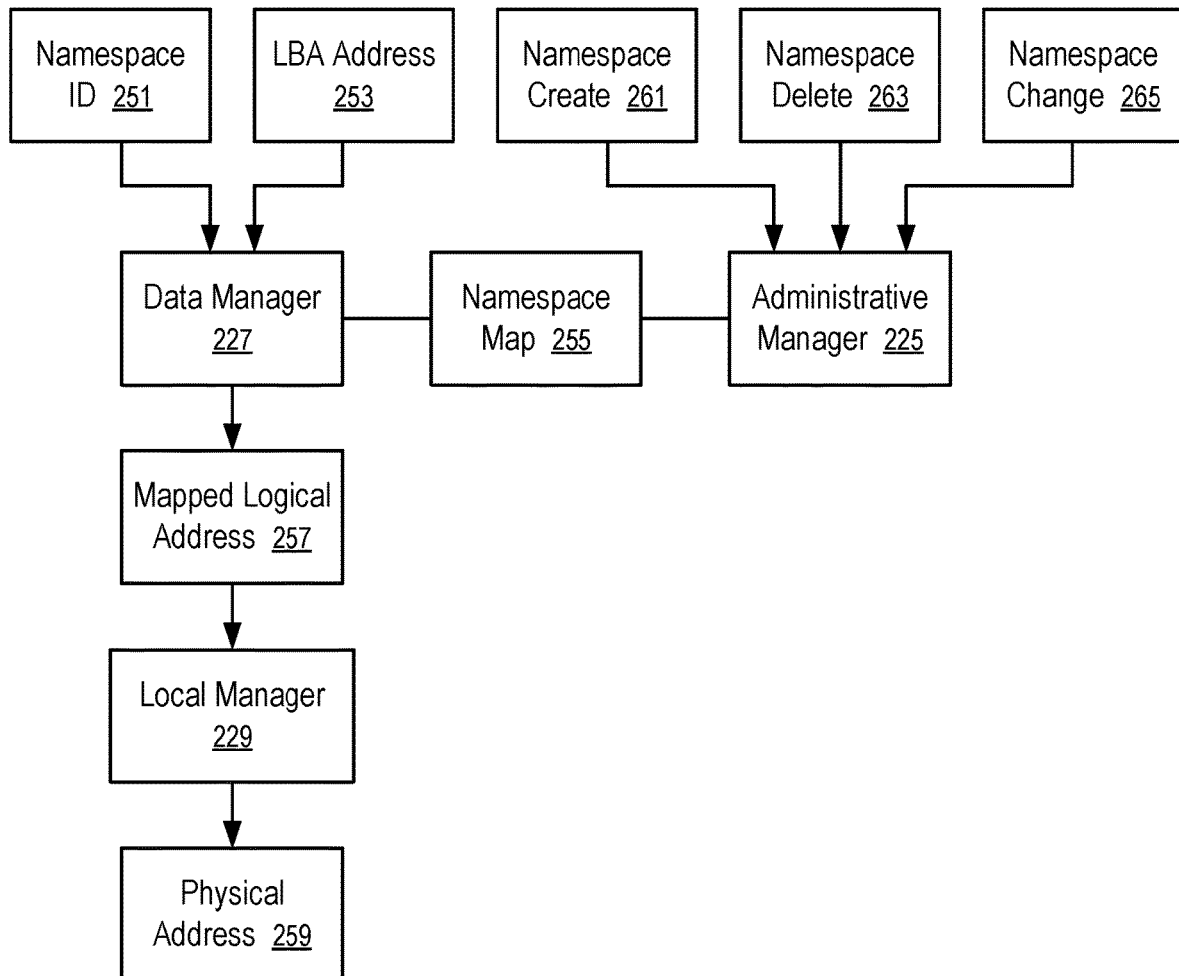 Namespace
ID 251
LBA Address
253
Namespace
Create 261
Namespace
Delete 263
Namespace
Change 265
Data Manager
227
Namespace
Map 255
Administrative
Manager 225
Mapped Logical
Address 257
Local Manager
229
Physical
Address 259